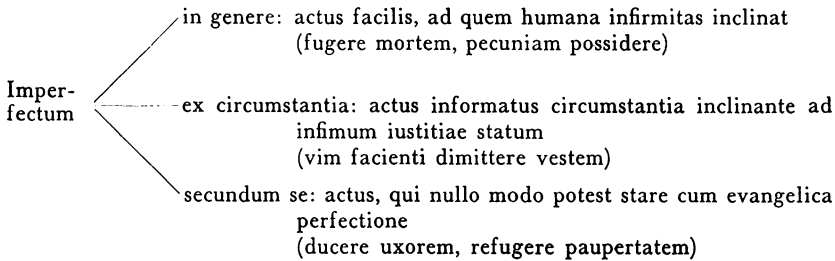 in genere: actus facilis, ad quem humana infirmitas inclinat
(fugere mortem, pecuniam possidere)
Imper-
fectum
ex circumstantia: actus informatus circumstantia inclinante ad
infimum iustitiae statum
(vim facienti dimittere vestem)
secundum se: actus, qui nullo modo potest stare cum evangelica
perfectione
(ducere uxorem, refugere paupertatem)